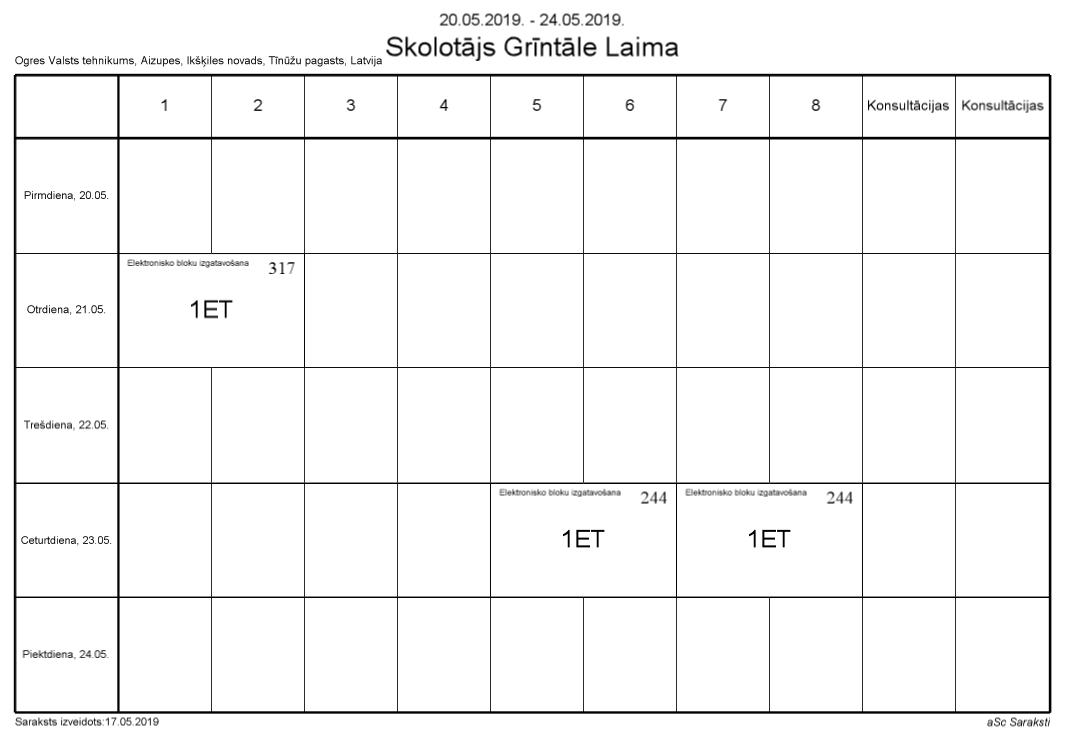 20.05.2019. - 24.05.2019.
Skolotājs Grīntāle Laima
Ogres Valsts tehnikums, Aizupes, Ikšķiles novads, Tīnūžu pagasts, Latvija
1 2 3 4 5 6 7 8 Konsultācijas Konsultācijas
Pirmdiena, 20.05.
Elektronisko bloku izgatavošana 317
Otrdiena, 21.05. 1ET
Trešdiena, 22.05.
Elektronisko bloku izgatavošana 244 Elektronisko bloku izgatavošana 244
Ceturtdiena, 23.05. 1ET 1ET
Piektdiena, 24.05.
Saraksts izveidots:17.05.2019 aSc Saraksti